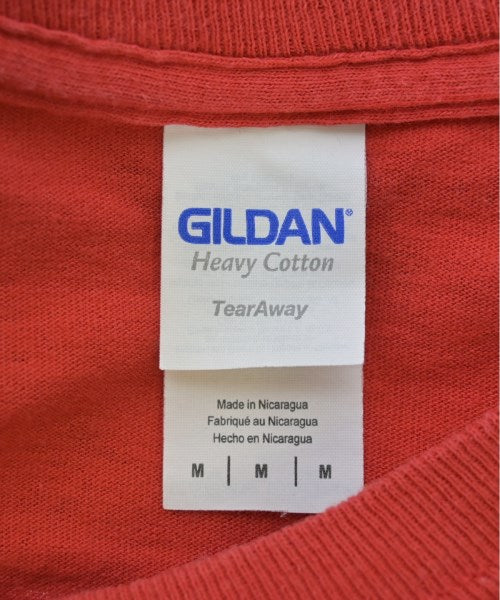 GILDAN®
Heavy Cotton
TearAway
Made in Nicaragua
Fabriqué au Nicaragua
Hecho en Nicaragua
M | M | M